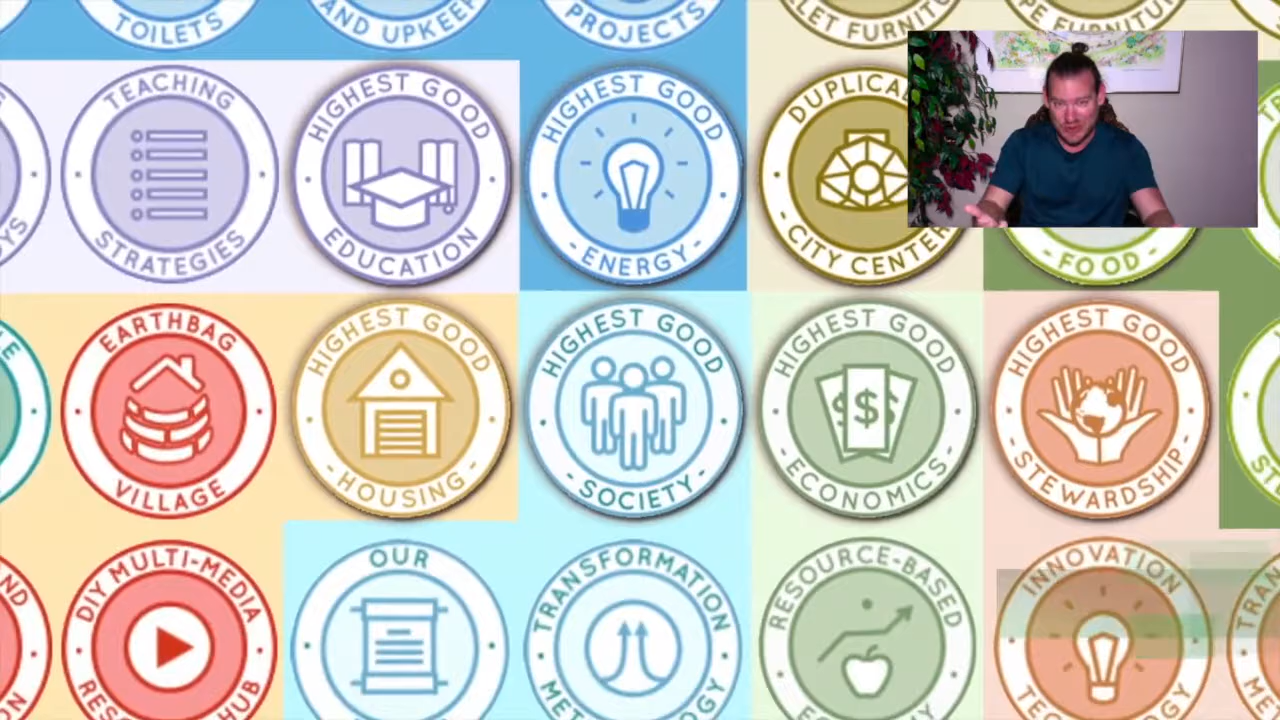 TOILETS
AND UPKEEP
PROJECTS
TEACHING
STRATEGIES
HIGHEST GOOD
EDUCATION
HIGHEST GOOD
- ENERGY -
- CITY CENTER
- FOOD -
EARTHBAG
VILLAGE
HIGHEST GOOD
- HOUSING -
HIGHEST GOOD
- SOCIETY -
HIGHEST GOOD
- ECONOMICS -
HIGHEST GOOD
- STEWARDSHIP -
DIY MULTI-MEDIA
HUB
OUR
TRANSFORMATION
RESOURCE-BASED
INNOVATION